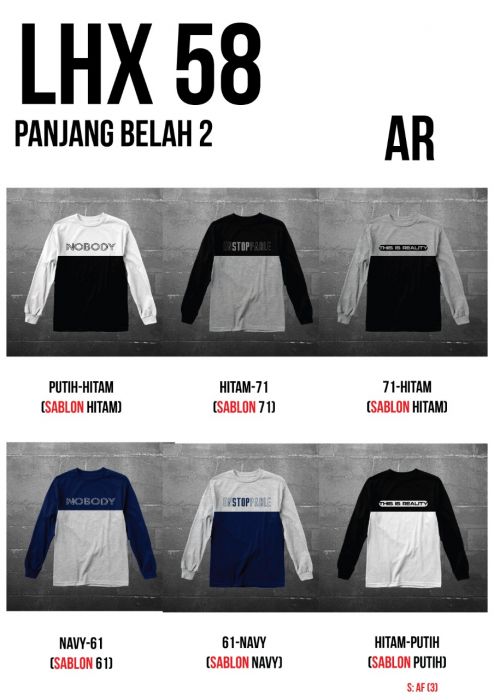 LHX 58
PANJANG BELAH 2
AR
NOBODY
UNSTOPPABLE
THIS IS REALITY
PUTIH-HITAM
(SABLON HITAM)
HITAM-71
(SABLON 71)
71-HITAM
(SABLON HITAM)
NOBODY
UNSTOPPABLE
THIS IS REALITY
NAVY-61
(SABLON 61)
61-NAVY
(SABLON NAVY)
HITAM-PUTIH
(SABLON PUTIH)
S: AF (3)